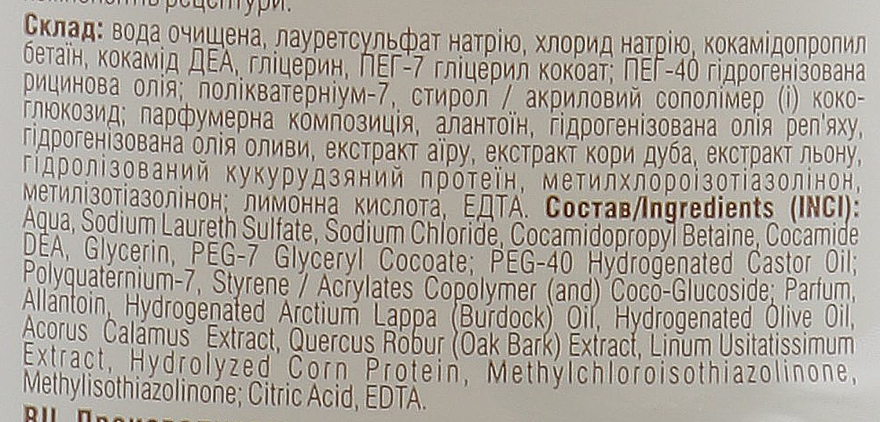 компонентів рецептури.
Склад: вода очищена, лауретсульфат натрію, хлорид натрію, кокамідопропил
бетаїн, кокамід ДЕА, гліцерин, ПЕГ-7 гліцерил кокоат; ПЕГ-40 гідрогенізована
рицинова олія; полікватерніум-7, стирол / акриловий сополімер (і) коко-
глюкозид; парфумерна композиція, алантоїн, гідрогенізована олія реп'яху,
гідрогенізована олія оливи, екстракт аїру, екстракт кори дуба, екстракт льону,
гідролізований кукурудзяний протеїн, метилхлороізотіазолінон,
метилізотіазолінон; лимонна кислота, ЕДТА. Состав/Ingredients (INCI):
Aqua, Sodium Laureth Sulfate, Sodium Chloride, Cocamidopropyl Betaine, Cocamide
DEA, Glycerin, PEG-7 Glyceryl Cocoate; PEG-40 Hydrogenated Castor Oil;
Polyquaternium-7, Styrene / Acrylates Copolymer (and) Coco-Glucoside; Parfum,
Allantoin, Hydrogenated Arctium Lappa (Burdock) Oil, Hydrogenated Olive Oil,
Acorus Calamus Extract, Quercus Robur (Oak Bark) Extract, Linum Usitatissimum
Extract, Hydrolyzed Corn Protein, Methylchloroisothiazolinone,
Methylisothiazolinone; Citric Acid, EDTA.
RU